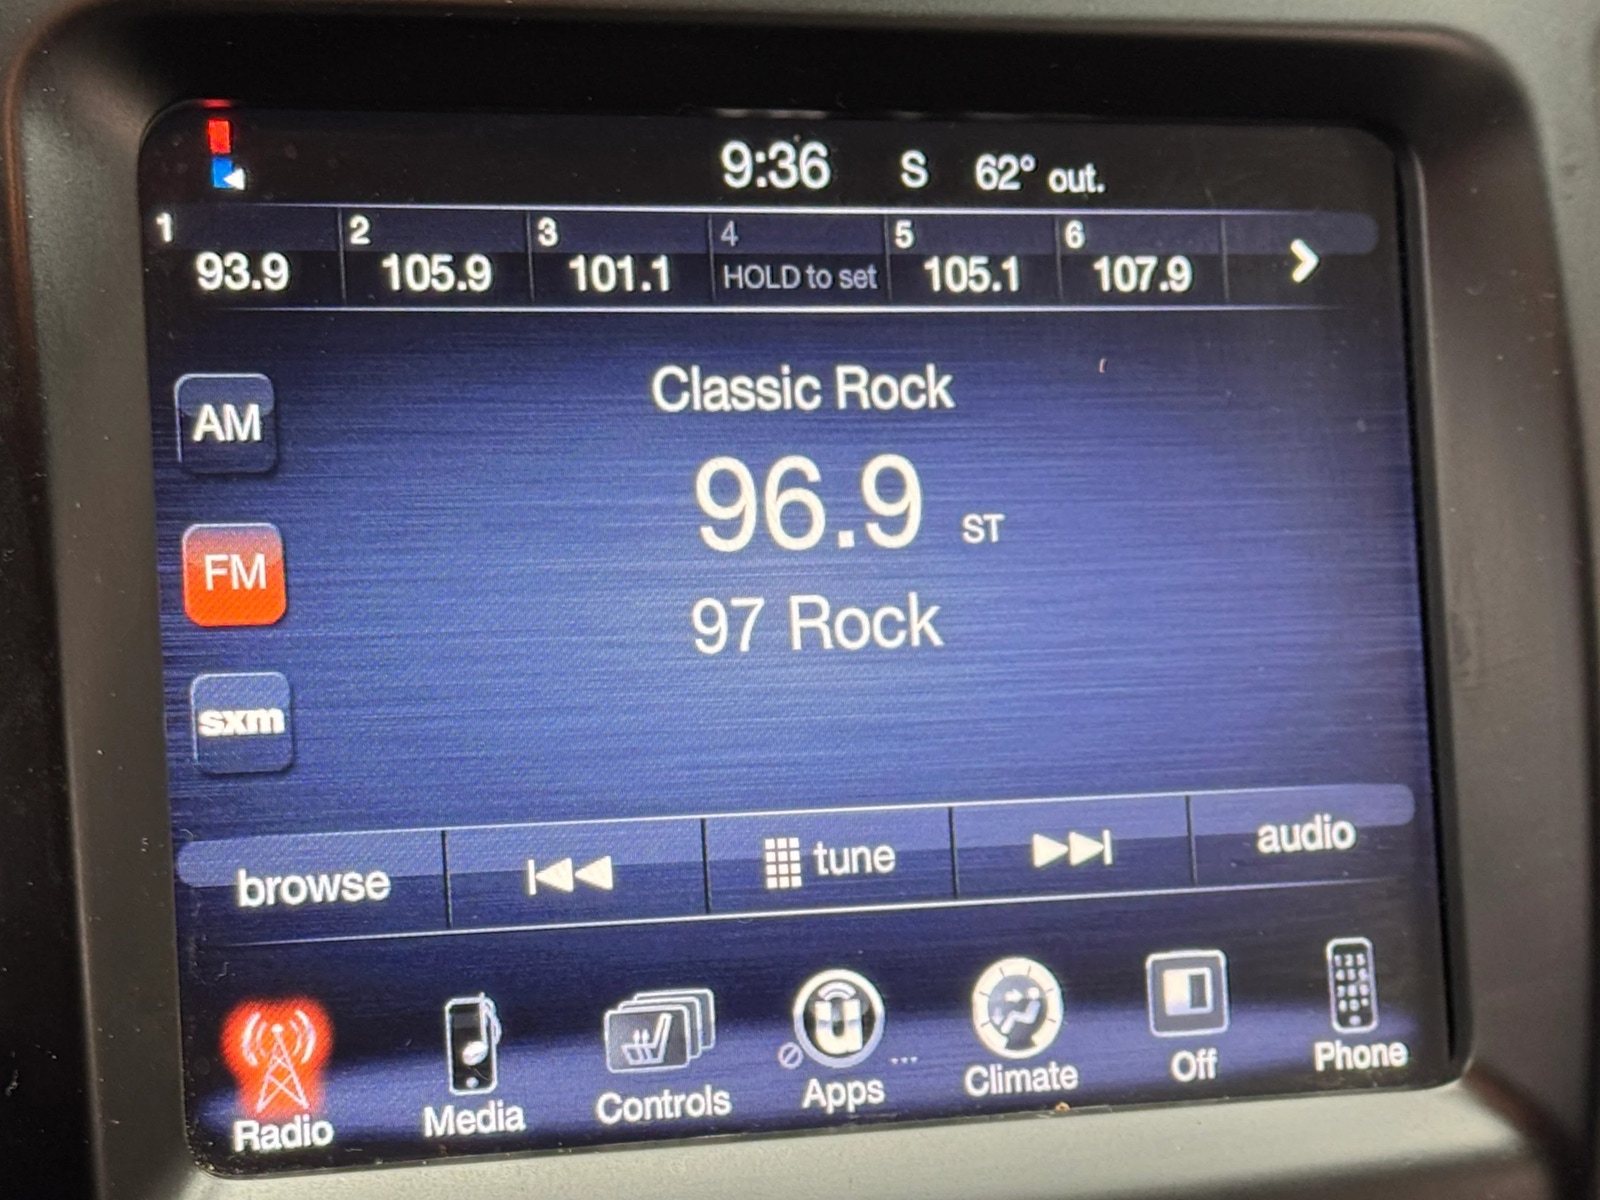 9:36 S 62° out.
1 2 3 4 5 6
93.9 105.9 101.1 HOLD to set 105.1 107.9
Classic Rock
AM
96.9 ST
FM
97 Rock
sxm
browse tune audio
Radio Media Controls Apps Climate Off Phone